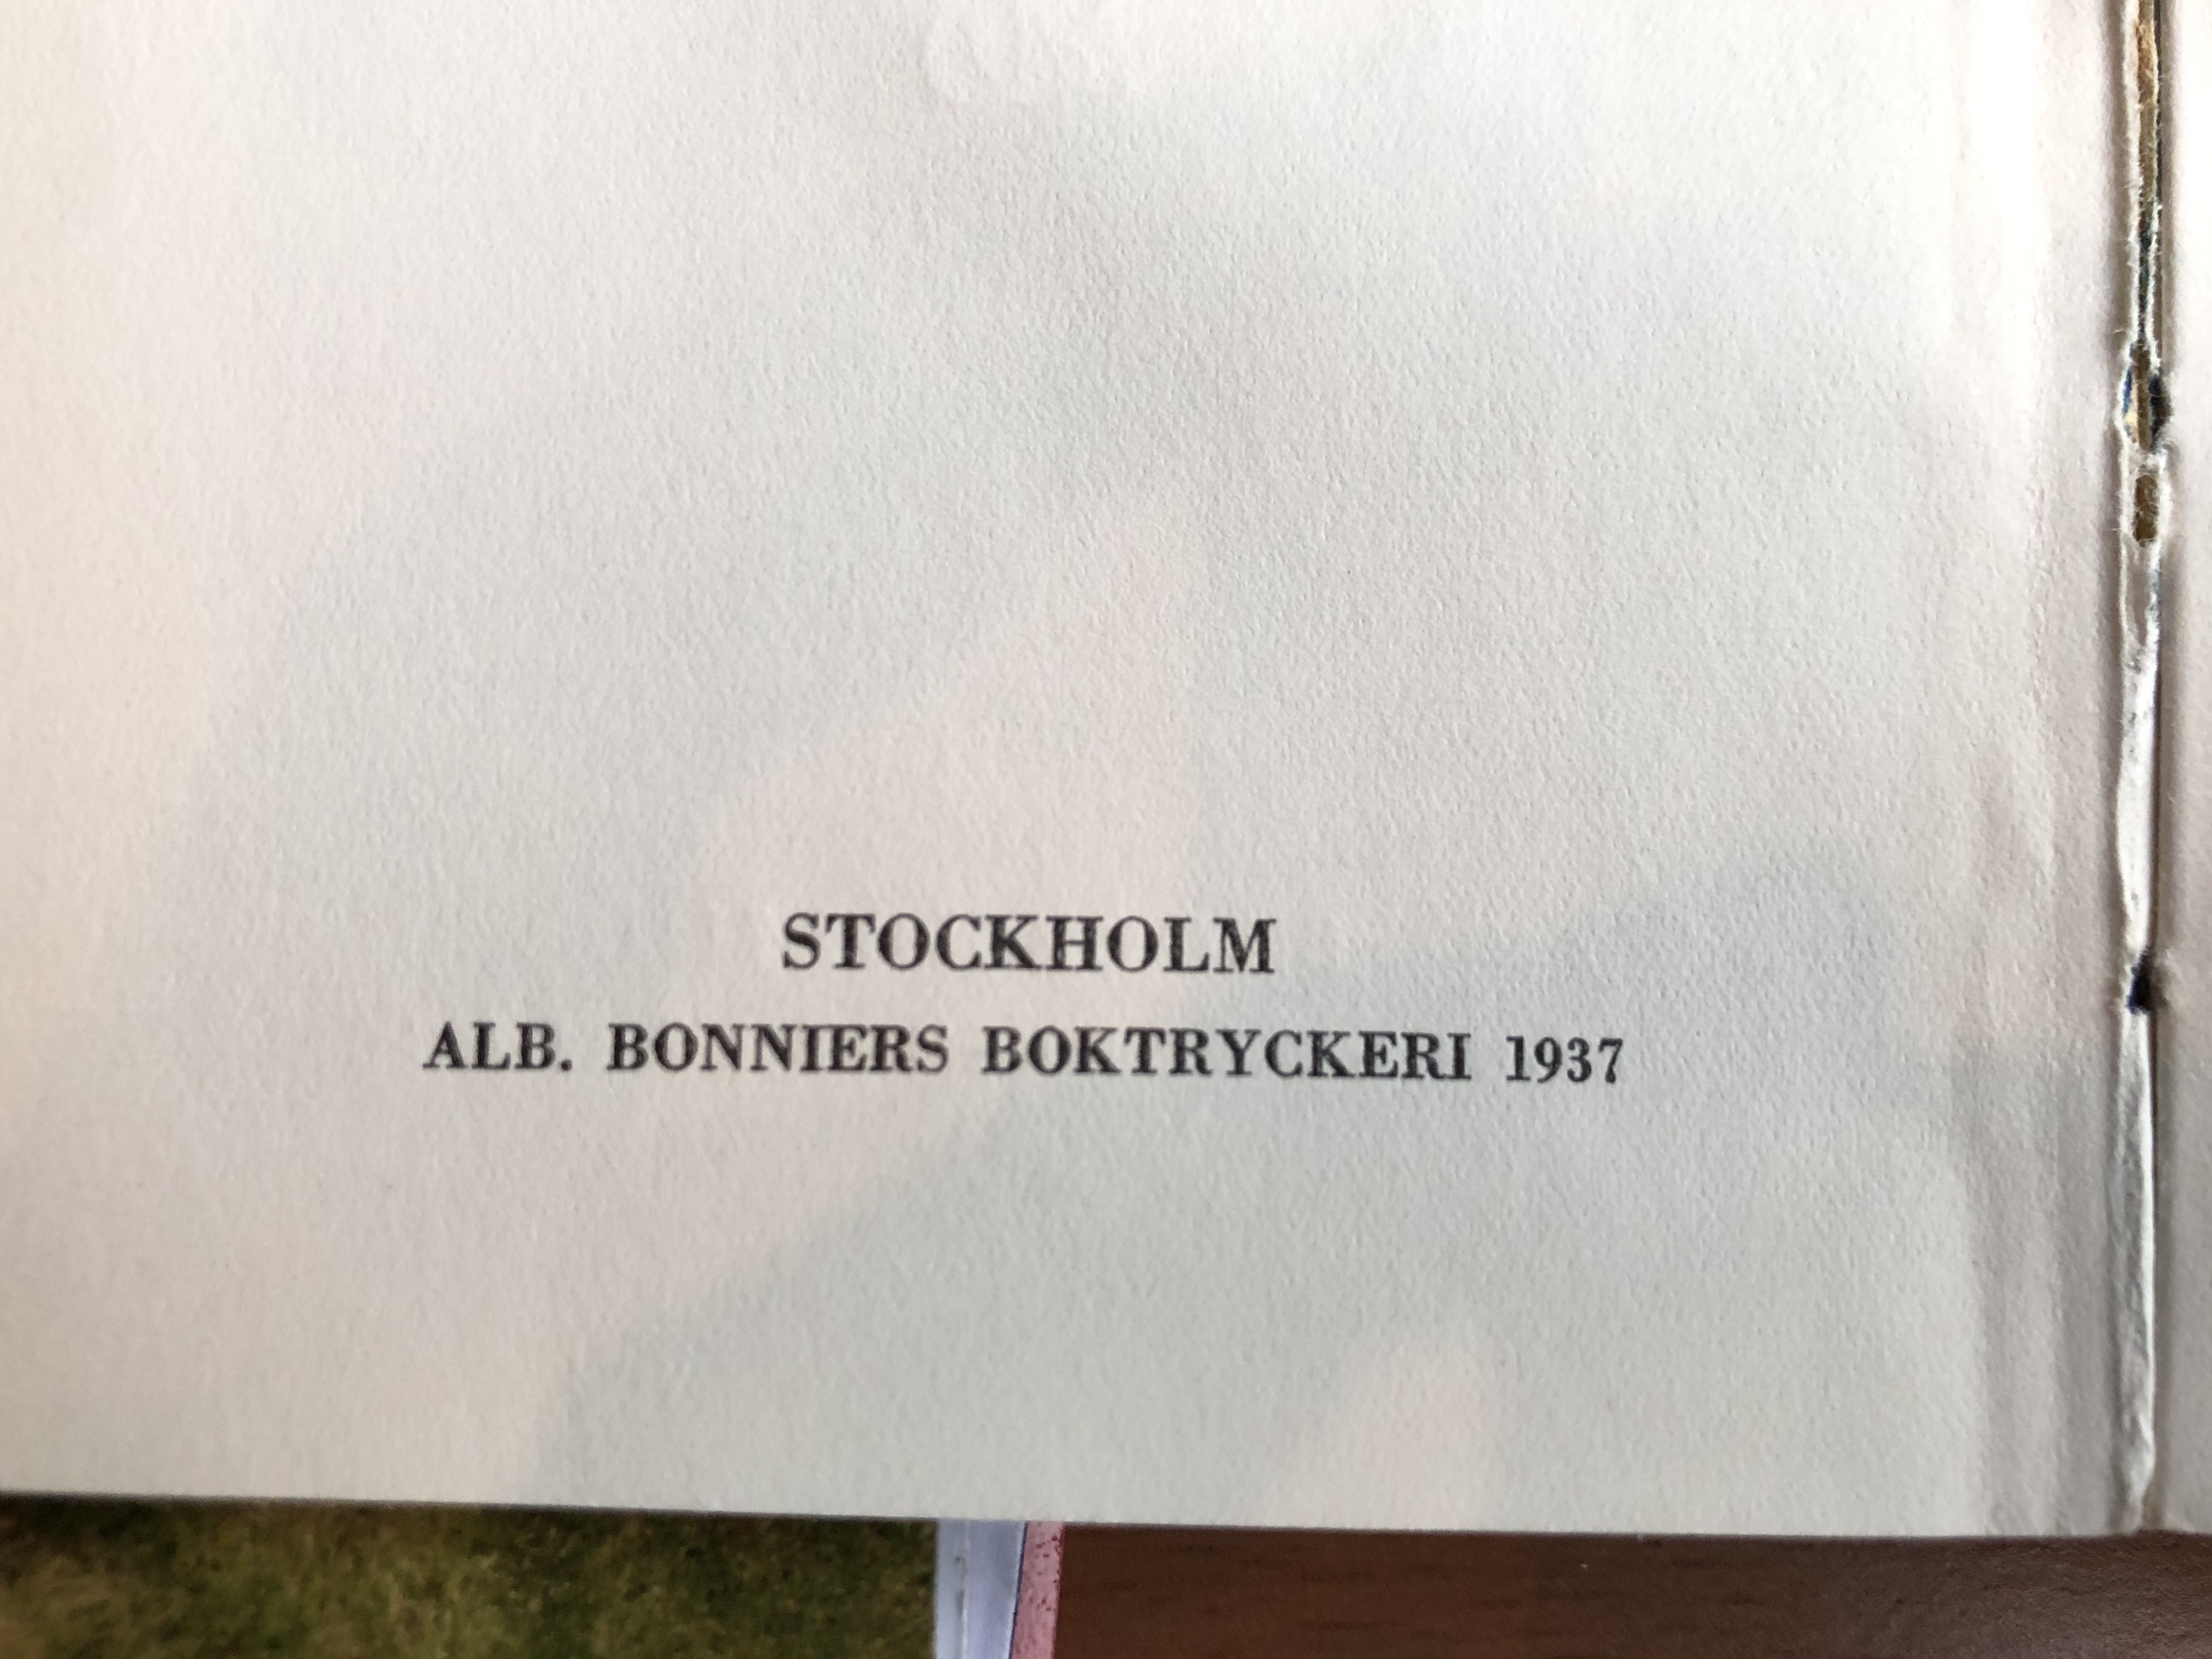 STOCKHOLM
ALB. BONNIERS BOKTRYCKERI 1937